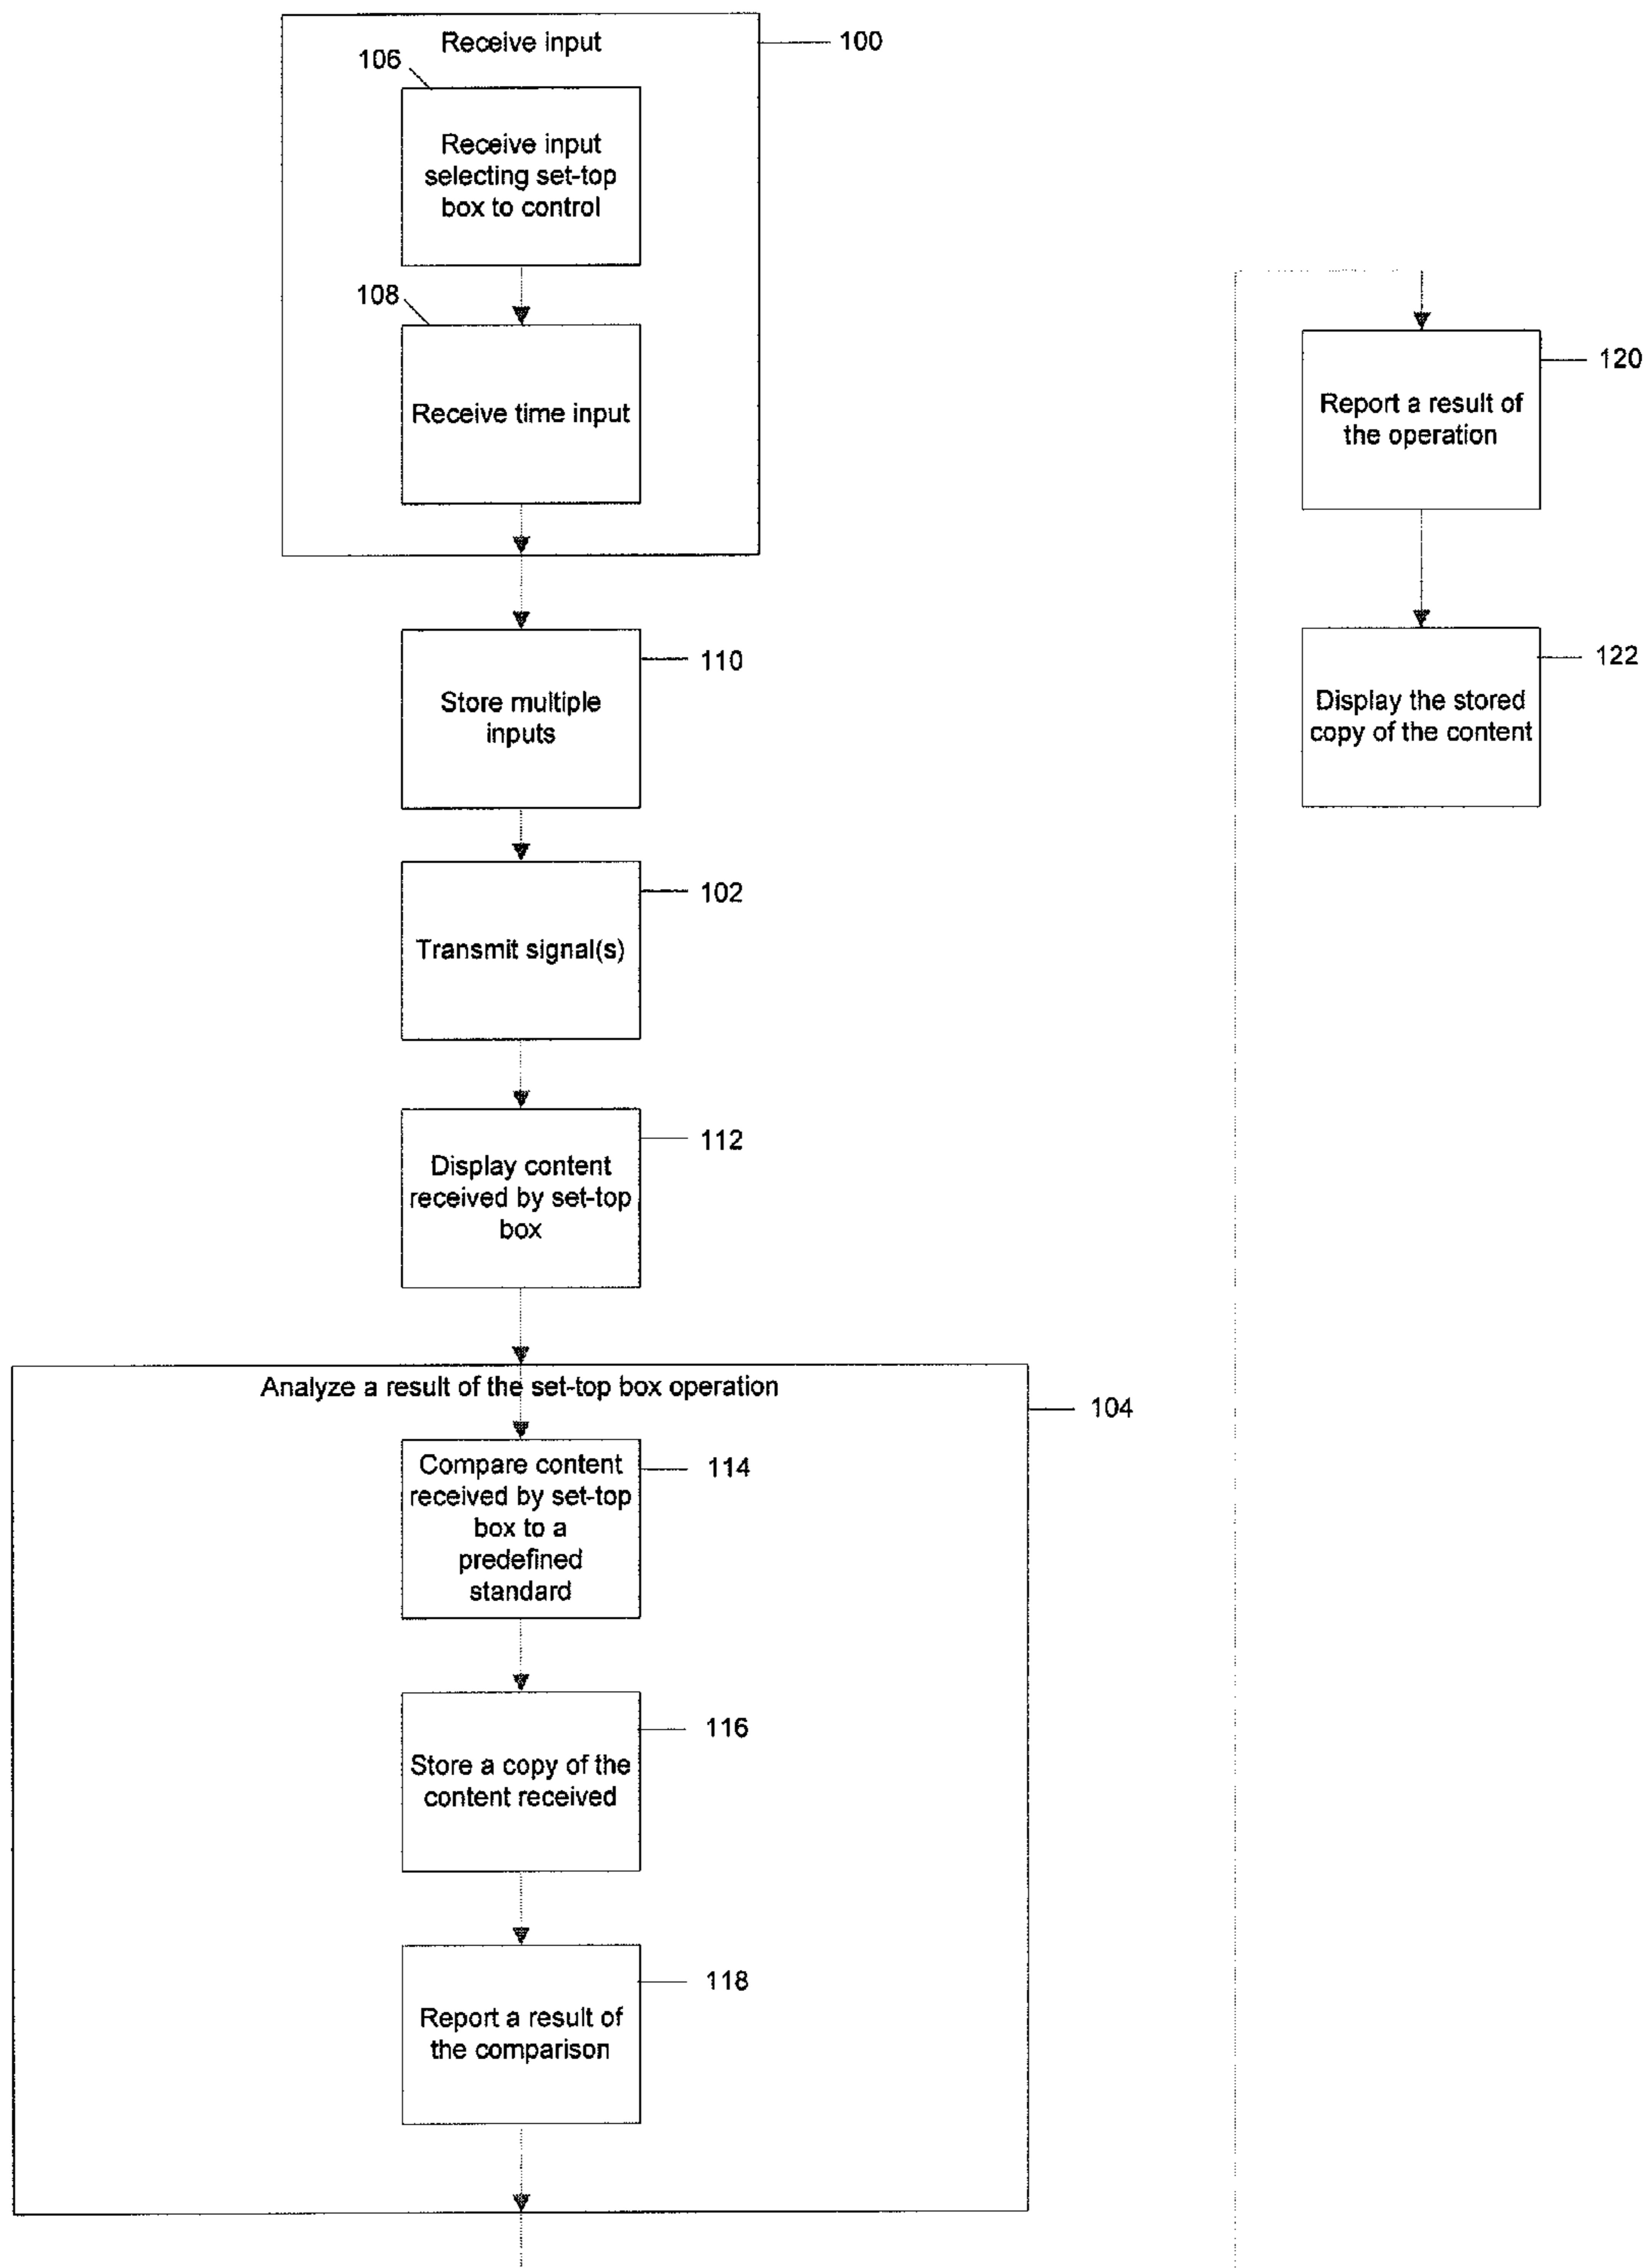 Receive input
100
106
Receive input
selecting set-top
box to control
108
Receive time input
110
Store multiple
inputs
102
Transmit signal(s)
112
Display content
received by set-top
box
Analyze a result of the set-top box operation
104
114
Compare content
received by set-top
box to a
predefined
standard
116
Store a copy of the
content received
118
Report a result of
the comparison
120
Report a result of
the operation
122
Display the stored
copy of the content